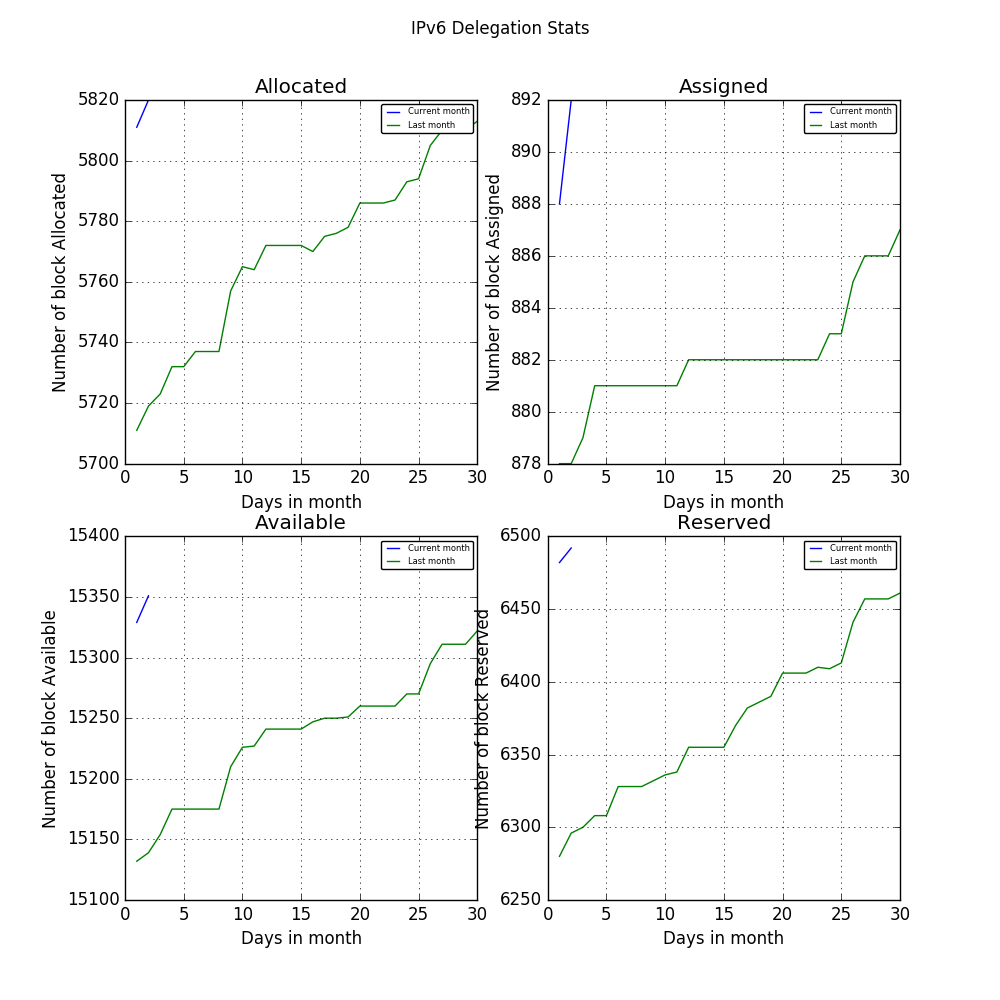 IPv6 Delegation Stats
Allocated
Number of block Allocated
5820
5800
5780
5760
5740
5720
5700
Current month
Last month
0 5 10 15 20 25 30
Days in month
Assigned
Number of block Assigned
892
890
888
886
884
882
880
878
Current month
Last month
0 5 10 15 20 25 30
Days in month
Available
Number of block Available
15400
15350
15300
15250
15200
15150
15100
Current month
Last month
0 5 10 15 20 25 30
Days in month
Reserved
Number of block Reserved
6500
6450
6400
6350
6300
6250
Current month
Last month
0 5 10 15 20 25 30
Days in month